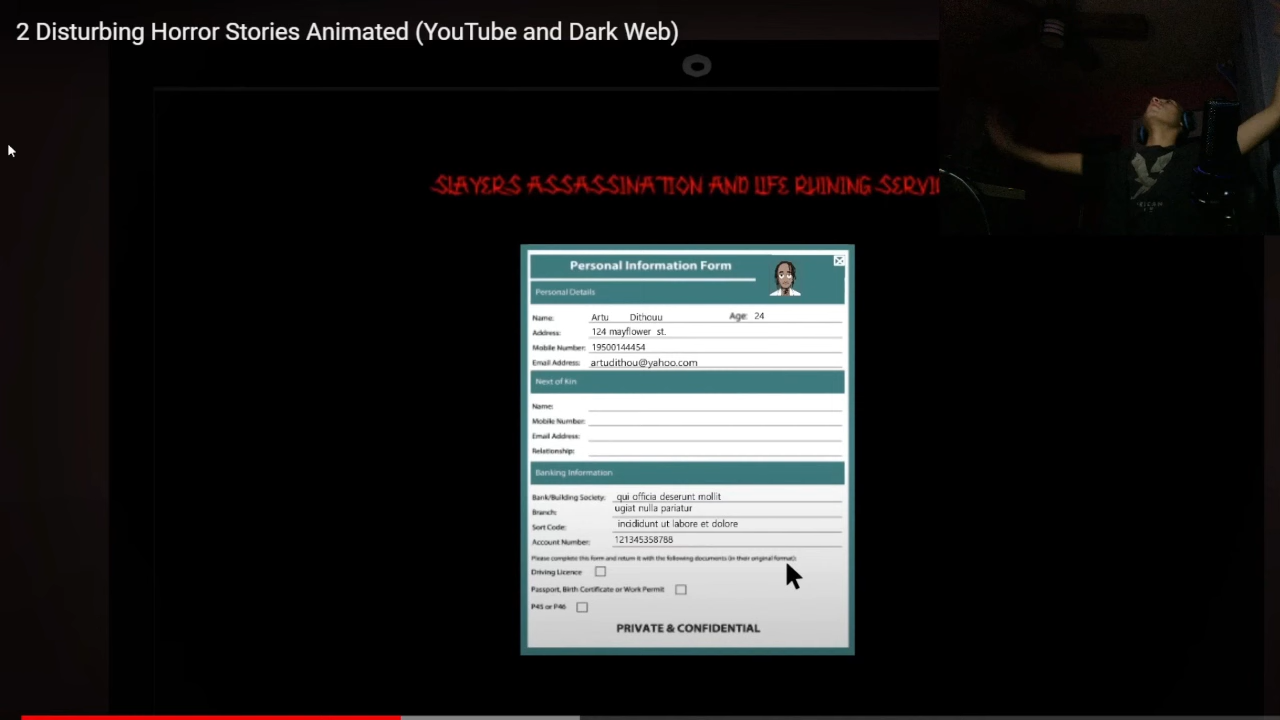 2 Disturbing Horror Stories Animated (YouTube and Dark Web)
SLAYERS ASSASSINATION AND LIFE RUINING
Personal Information Form
Personal Details
Name: Artu Dithouu Age: 24
Address: 124 mayflower st.
Mobile Number: 19500144454
Email Address: artudithou@yahoo.com
Next of Kin
Name:
Mobile Number:
Email Address:
Relationship:
Banking Information
Bank/Building Society: qui officia deserunt mollit
Branch: ugiat nulla pariatur
Sort Code: incididunt ut labore et dolore
Account Number: 121345358788
Please complete this form and return it with the following documents (in their original format):
Driving Licence
Passport, Birth Certificate or Work Permit
P45 or P46
PRIVATE & CONFIDENTIAL